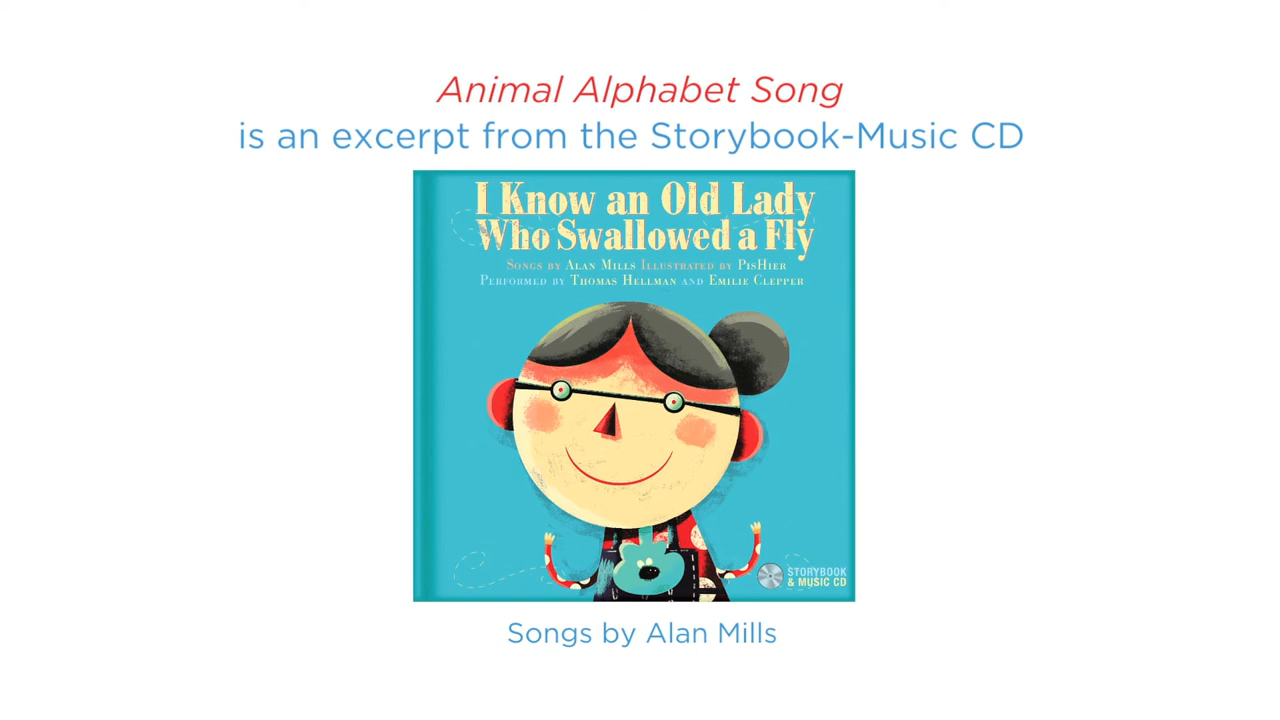 Animal Alphabet Song
is an excerpt from the Storybook-Music CD
I Know an Old Lady
Who Swallowed a Fly
Songs by Alan Mills Illustrated by PisHier
Performed by Thomas Hellman and Emilie Clepper
STORYBOOK
& MUSIC CD
Songs by Alan Mills